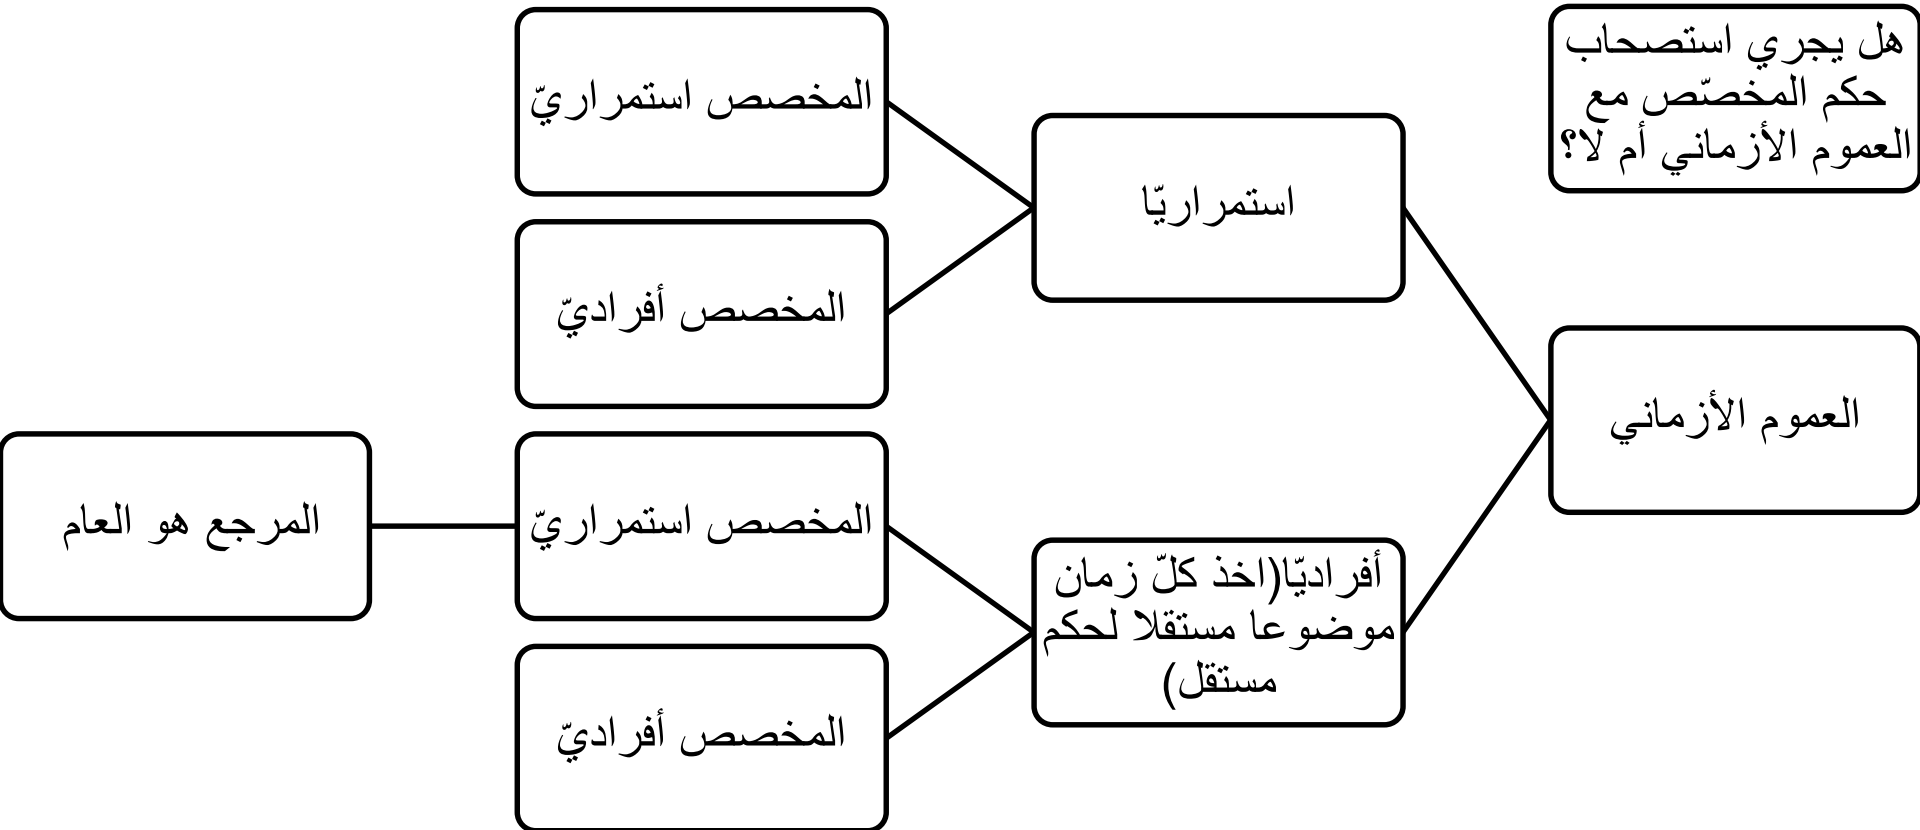 هل يجري استصحاب
حكم المخصّص مع
العموم الأزماني أم لا؟
العموم الأزماني
استمراريّا
المخصص استمراريّ
المخصص أفراديّ
أفراديّا(اخذ كلّ زمان
موضوعا مستقلا لحكم
مستقل)
المخصص استمراريّ
المرجع هو العام
المخصص أفراديّ